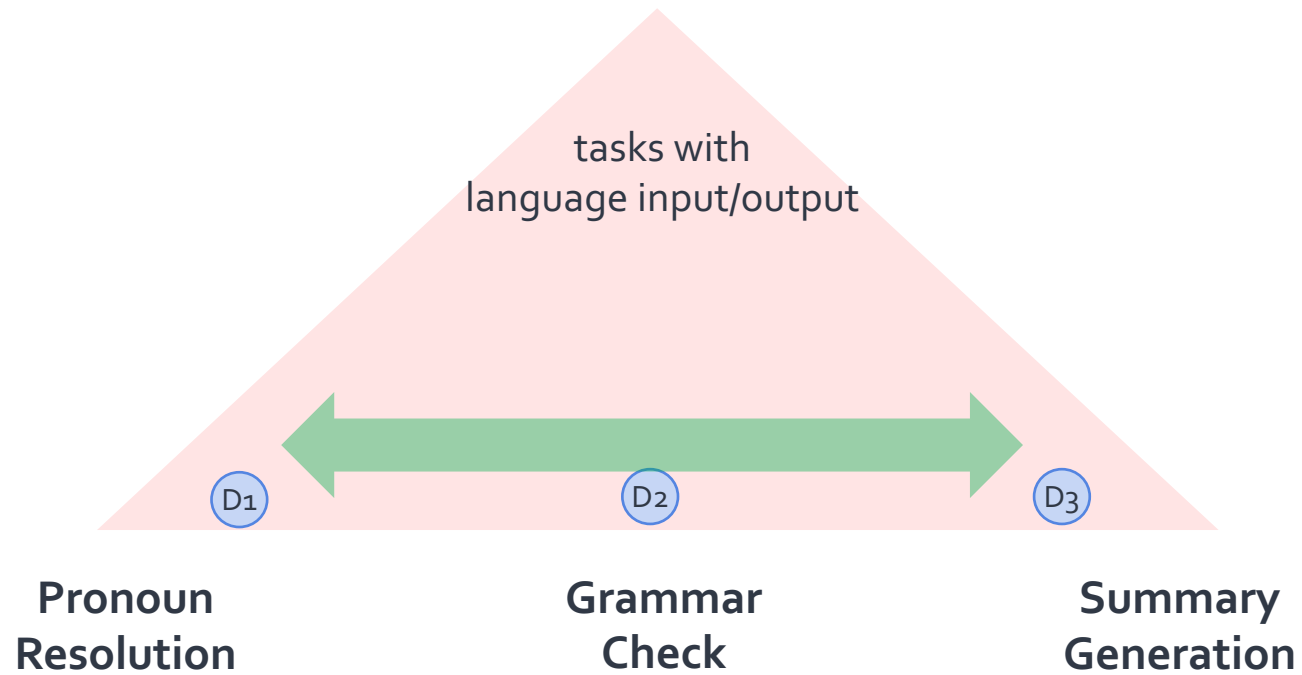 tasks with
language input/output
D1
D2
D3
Pronoun
Resolution
Grammar
Check
Summary
Generation